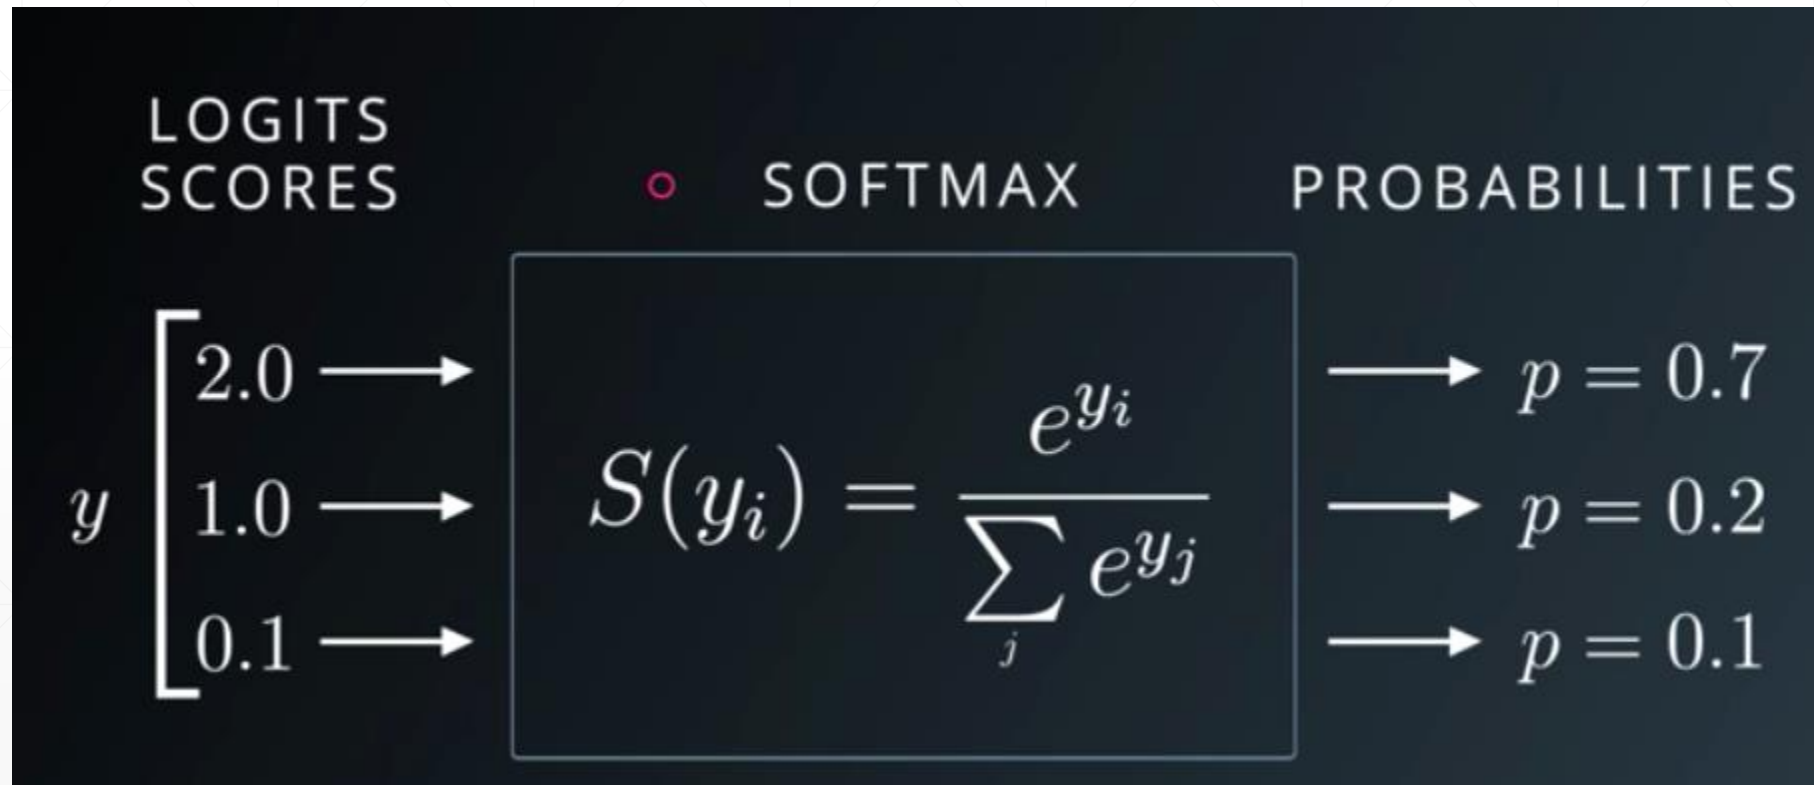 LOGITS
SCORES
SOFTMAX
PROBABILITIES
y
2.0
1.0
0.1
S(y_i) = e^{y_i} / \sum_j e^{y_j}
p = 0.7
p = 0.2
p = 0.1